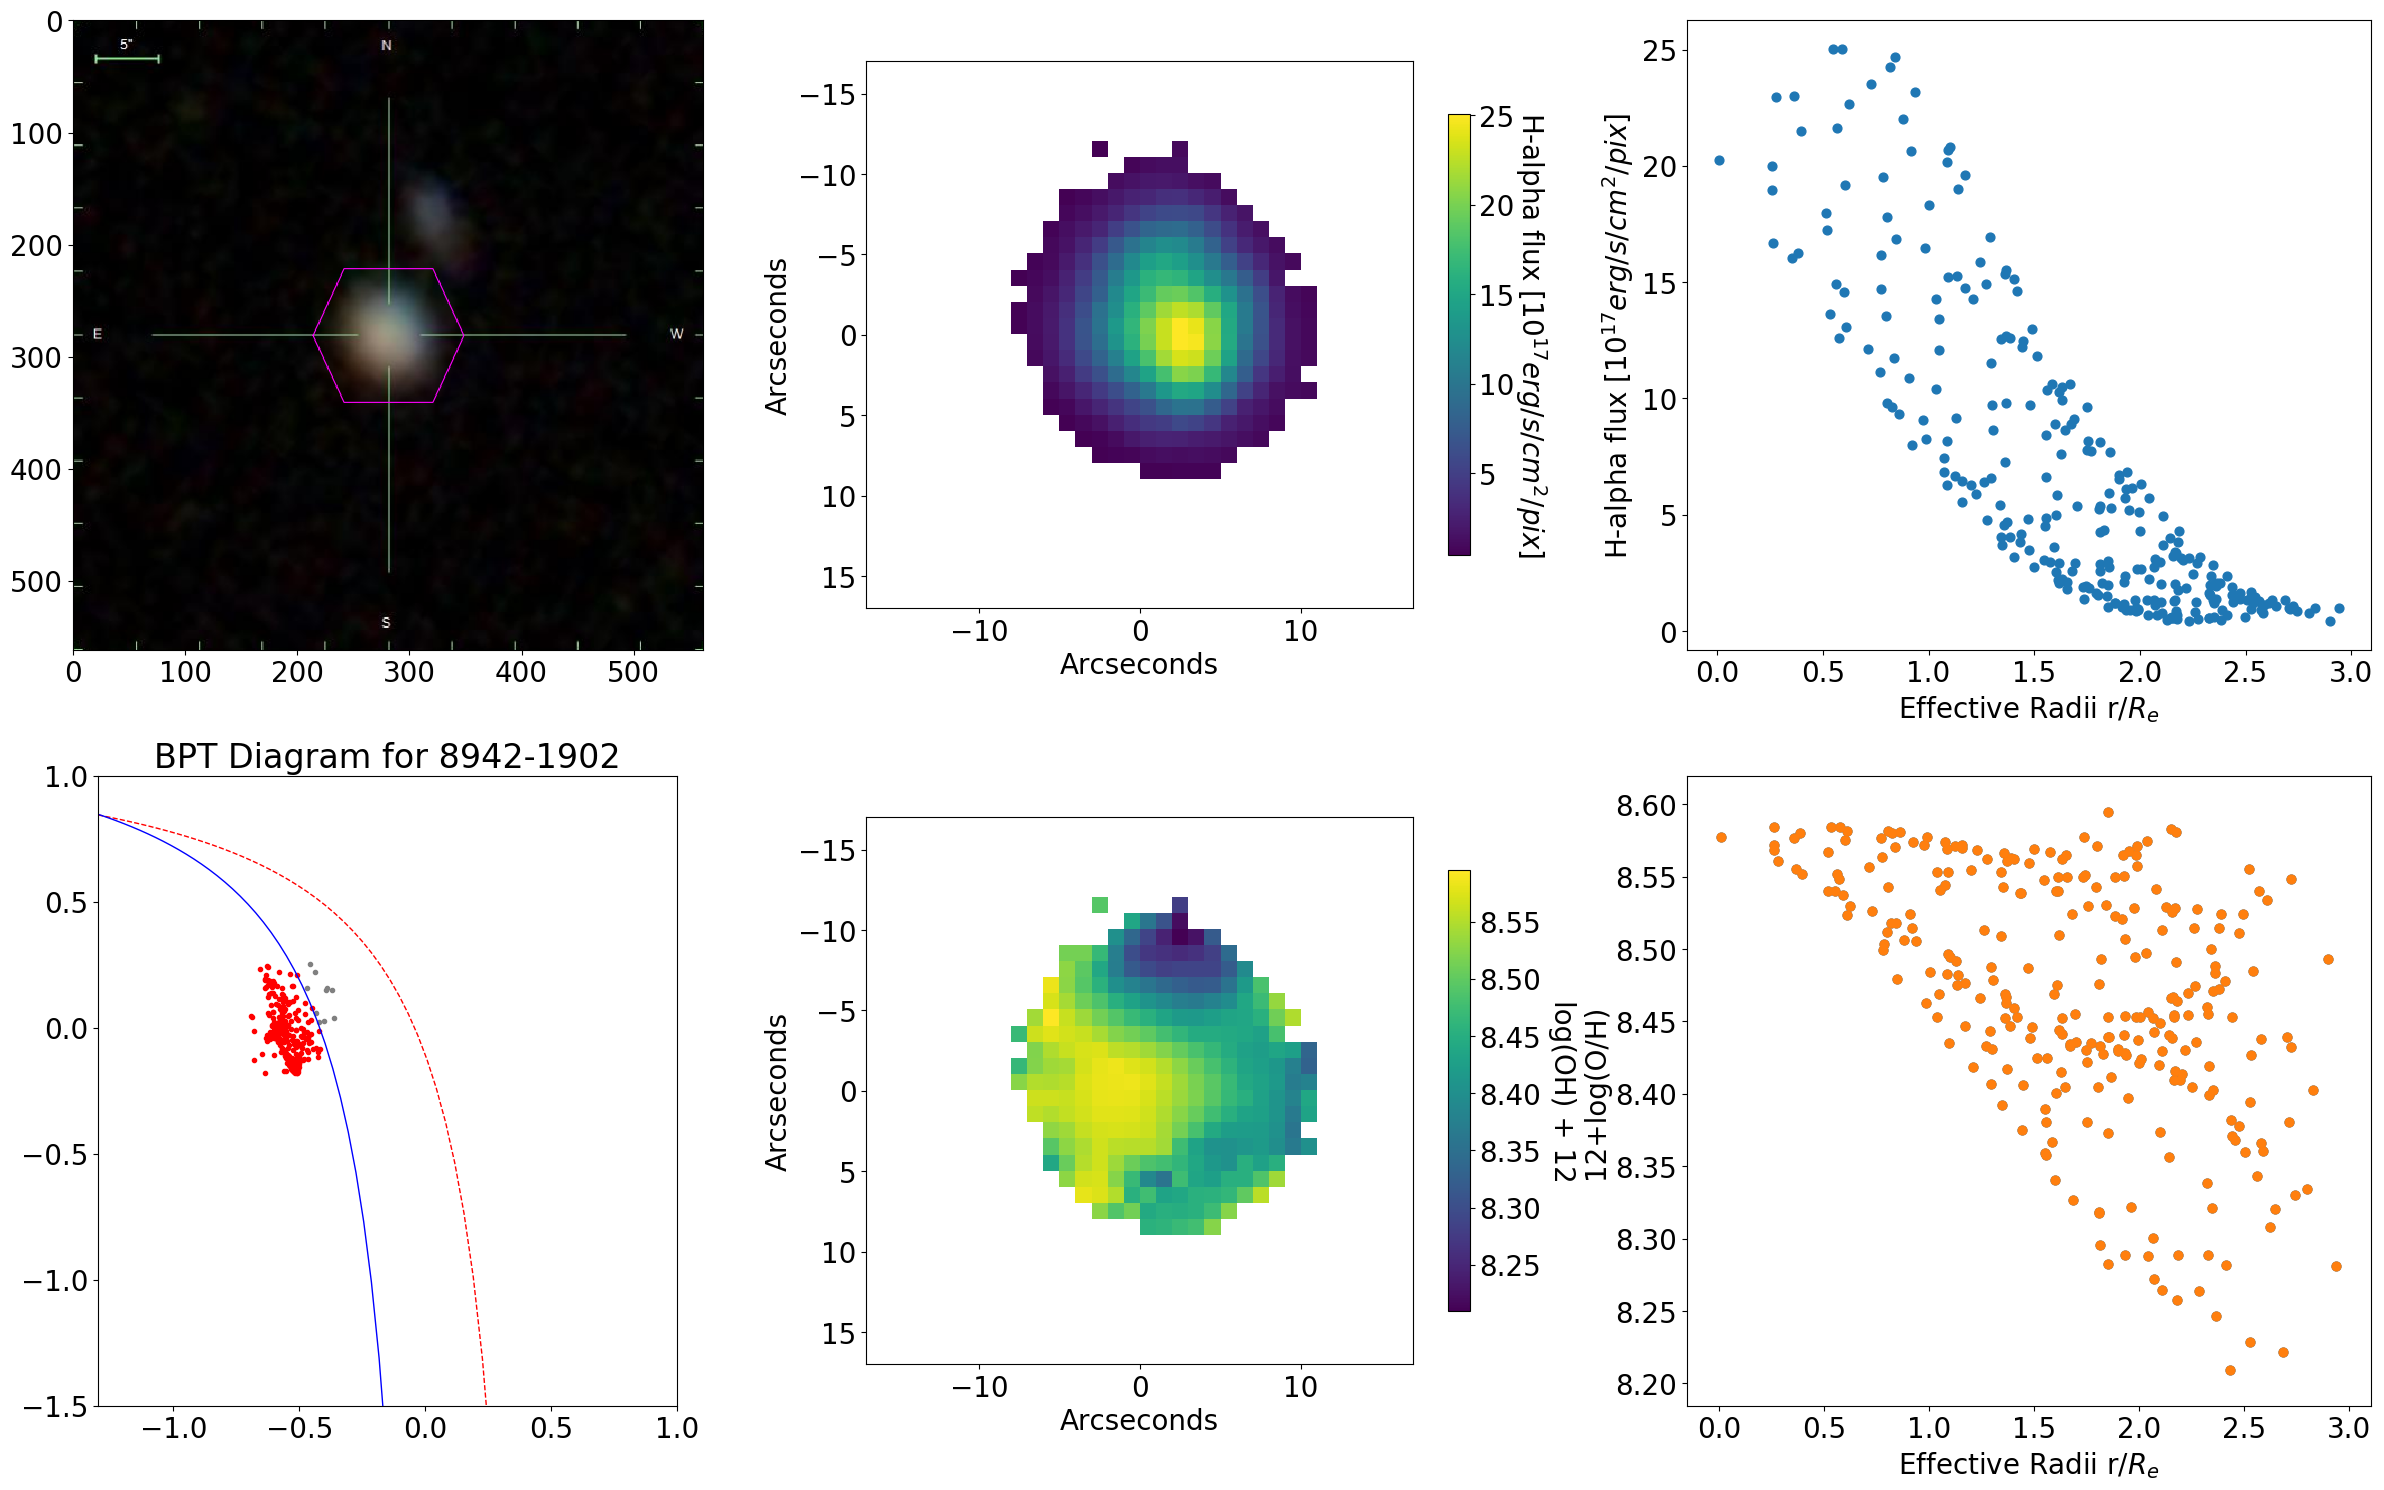 0
100
200
300
400
500
0 100 200 300 400 500
5"
N
E
W
S
−15
−10
−5
0
5
10
15
−10 0 10
Arcseconds
Arcseconds
25
20
15
10
5
H-alpha flux [10^17 erg/s/cm^2/pix]
H-alpha flux [10^17 erg/s/cm^2/pix]
25
20
15
10
5
0
0.0 0.5 1.0 1.5 2.0 2.5 3.0
Effective Radii r/R_e
BPT Diagram for 8942-1902
1.0
0.5
0.0
−0.5
−1.0
−1.5
−1.0 −0.5 0.0 0.5 1.0
−15
−10
−5
0
5
10
15
−10 0 10
Arcseconds
Arcseconds
8.55
8.50
8.45
8.40
8.35
8.30
8.25
log(O/H) + 12
12+log(O/H)
8.60
8.55
8.50
8.45
8.40
8.35
8.30
8.25
8.20
0.0 0.5 1.0 1.5 2.0 2.5 3.0
Effective Radii r/R_e